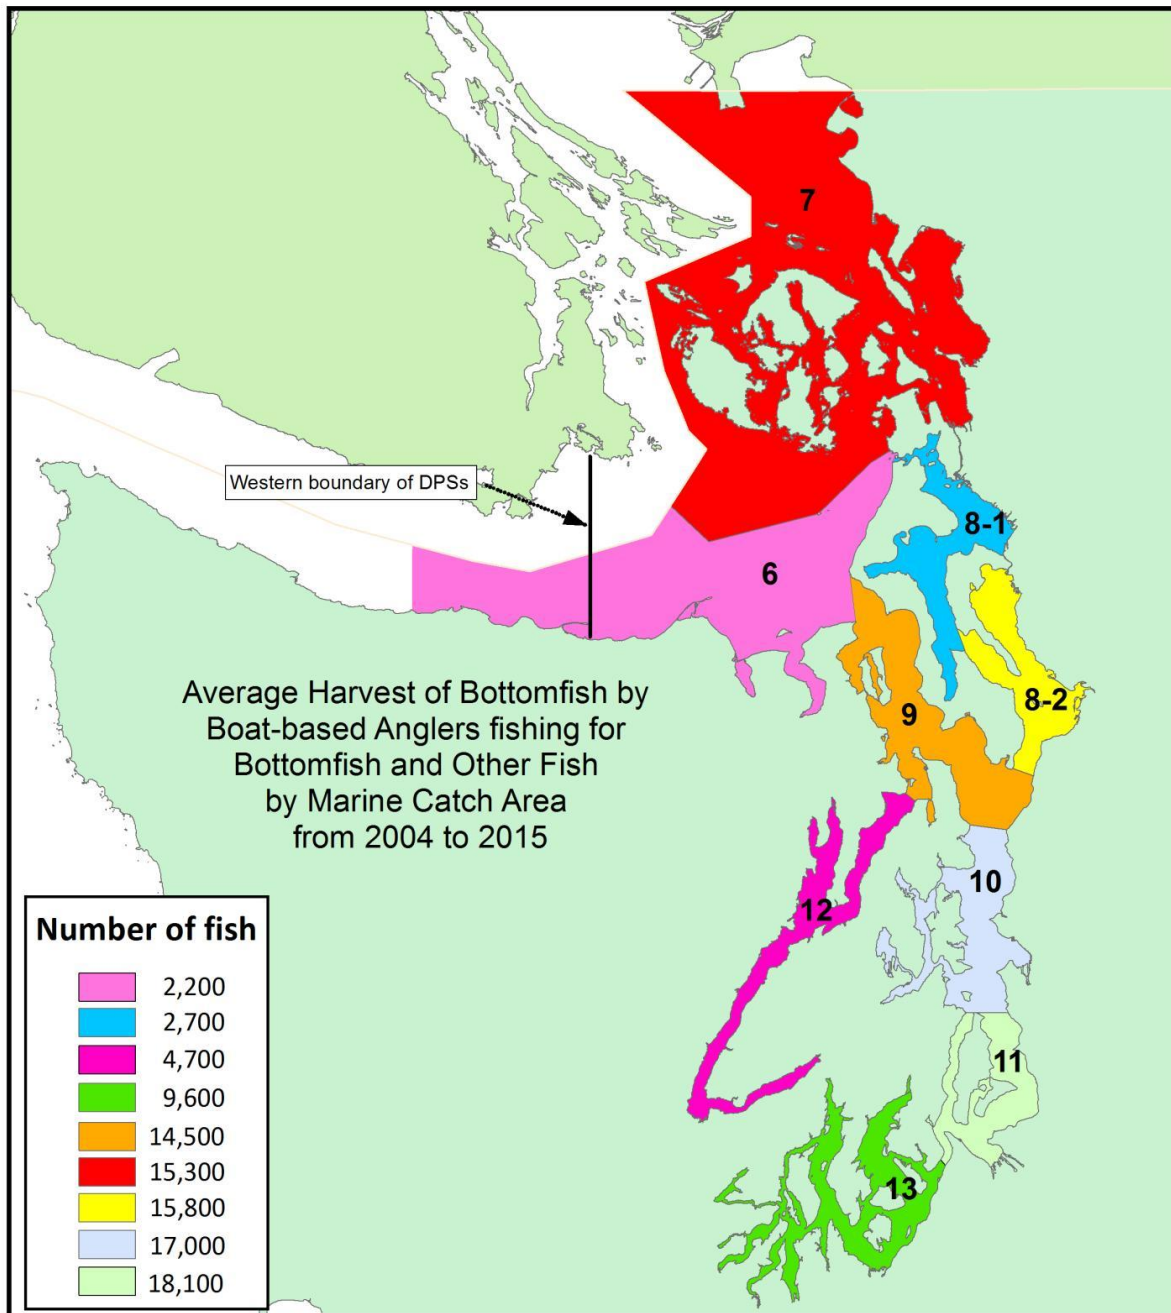 7
Western boundary of DPSs
8-1
6
Average Harvest of Bottomfish by
Boat-based Anglers fishing for
Bottomfish and Other Fish
by Marine Catch Area
from 2004 to 2015
8-2
9
10
12
11
13
Number of fish
2,200
2,700
4,700
9,600
14,500
15,300
15,800
17,000
18,100